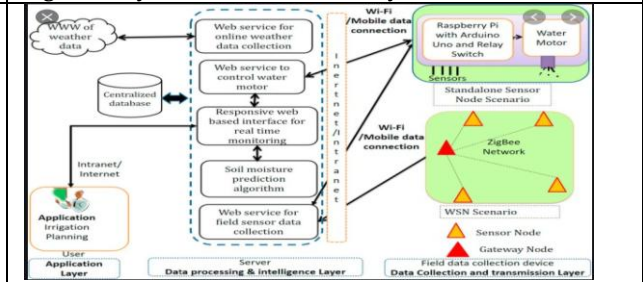 WWW of
weather
data
Web service for
online weather
data collection
Web service to
control water
motor
Centralized
database
Responsive web
based interface for
real time
monitoring
Soil moisture
prediction
algorithm
Web service for
field sensor data
collection
Intranet/
Internet
Application
Irrigation
Planning
User
Application
Layer
Server
Data processing & intelligence Layer
Inertnet/Intranet
Wi-Fi
/Mobile data
connection
Wi-Fi
/Mobile data
connection
Raspberry Pi
with Arduino
Uno and Relay
Switch
Water
Motor
Sensors
Standalone Sensor
Node Scenario
ZigBee
Network
WSN Scenario
Sensor Node
Gateway Node
Field data collection device
Data Collection and transmission Layer